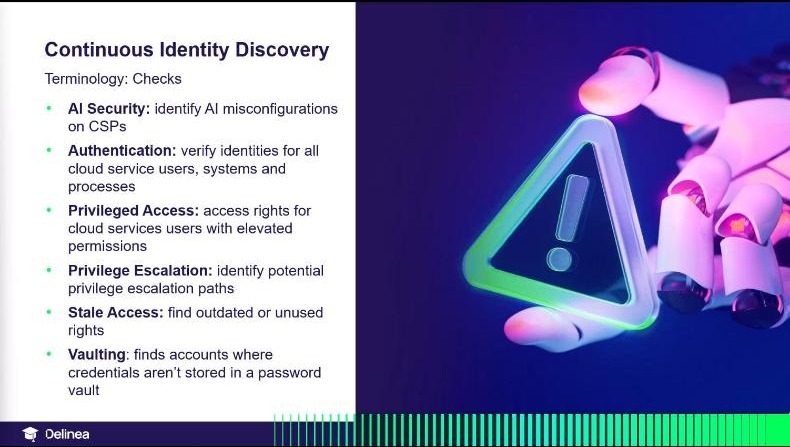 Continuous Identity Discovery
Terminology: Checks
• AI Security: identify AI misconfigurations
on CSPs
• Authentication: verify identities for all
cloud service users, systems and
processes
• Privileged Access: access rights for
cloud services users with elevated
permissions
• Privilege Escalation: identify potential
privilege escalation paths
• Stale Access: find outdated or unused
rights
• Vaulting: finds accounts where
credentials aren't stored in a password
vault
Delinea